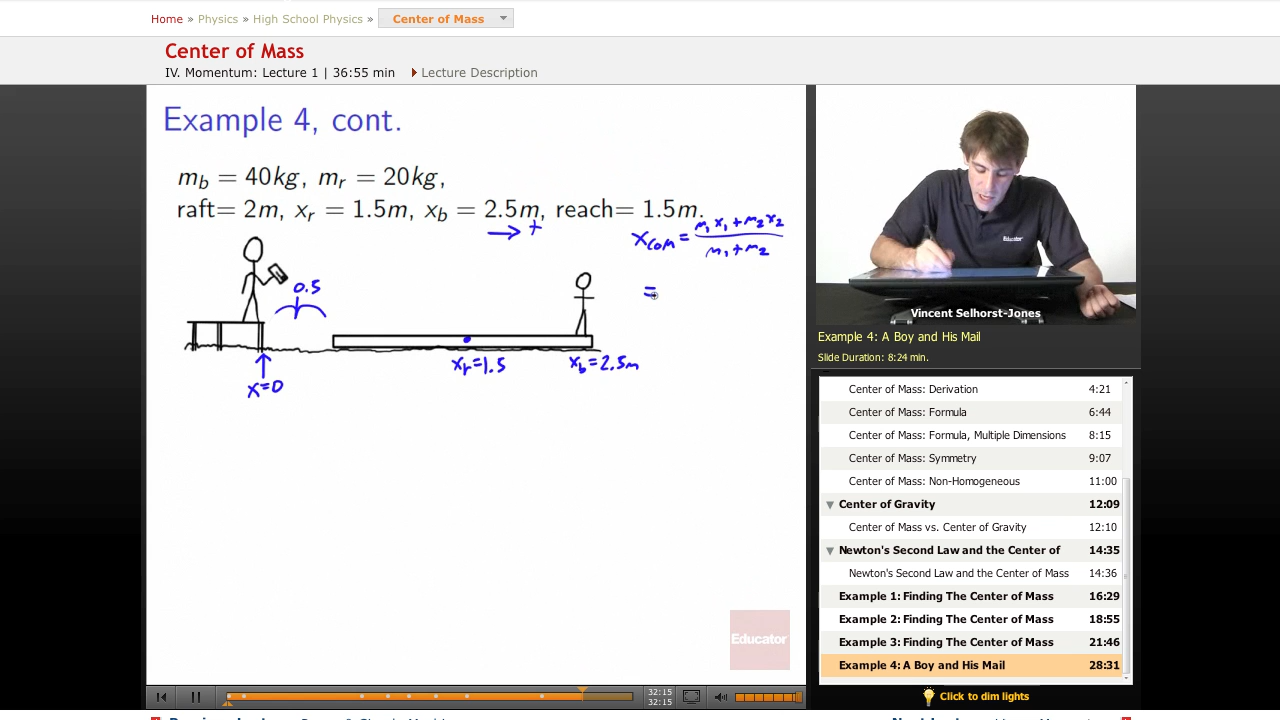 Home » Physics » High School Physics » Center of Mass
Center of Mass
IV. Momentum: Lecture 1 | 36:55 min Lecture Description
Example 4, cont.
m_b = 40kg, m_r = 20kg,
raft= 2m, x_r = 1.5m, x_b = 2.5m, reach= 1.5m.
→ +
x_COM = (m_1 x_1 + m_2 x_2) / (m_1 + m_2)
=
0.5
x_r=1.5
x_b=2.5m
x=0
Educator
Educator
Vincent Selhorst-Jones
Example 4: A Boy and His Mail
Slide Duration: 8:24 min.
Center of Mass: Derivation 4:21
Center of Mass: Formula 6:44
Center of Mass: Formula, Multiple Dimensions 8:15
Center of Mass: Symmetry 9:07
Center of Mass: Non-Homogeneous 11:00
Center of Gravity 12:09
Center of Mass vs. Center of Gravity 12:10
Newton's Second Law and the Center of 14:35
Newton's Second Law and the Center of Mass 14:36
Example 1: Finding The Center of Mass 16:29
Example 2: Finding The Center of Mass 18:55
Example 3: Finding The Center of Mass 21:46
Example 4: A Boy and His Mail 28:31
32:15
32:15
Click to dim lights